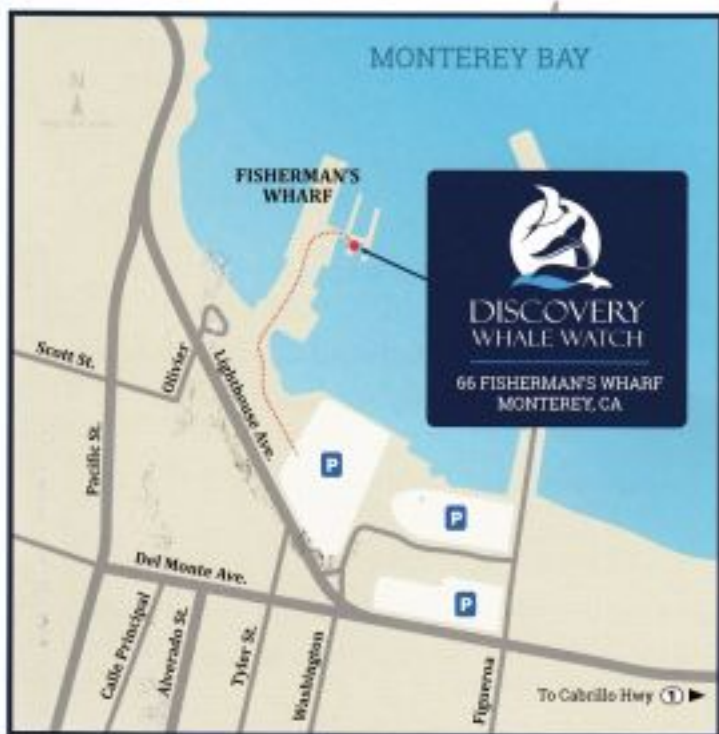 MONTEREY BAY
N
FISHERMAN'S
WHARF
DISCOVERY
WHALE WATCH
66 FISHERMAN'S WHARF
MONTEREY, CA
Scott St.
Olivier
Lighthouse Ave.
Pacific St.
P
P
P
Del Monte Ave.
Calle Principal
Alverado St.
Tyler St.
Washington
Figueroa
To Cabrillo Hwy 1